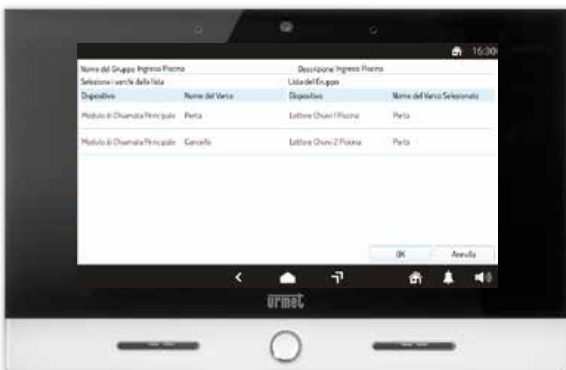 16:30
Nome del Gruppo Ingresso Piscina Descrizione Ingresso Piscina
Seleziona i varchi dalla lista Lista del Gruppo
Dispositivo Nome del Varco Dispositivo Nome del Varco Selezionato
Modulo di Chiamata Principale Porta Lettore Chiavi 1 Piscina Porta
Modulo di Chiamata Principale Cancello Lettore Chiavi 2 Piscina Porta
OK Annulla
urmet